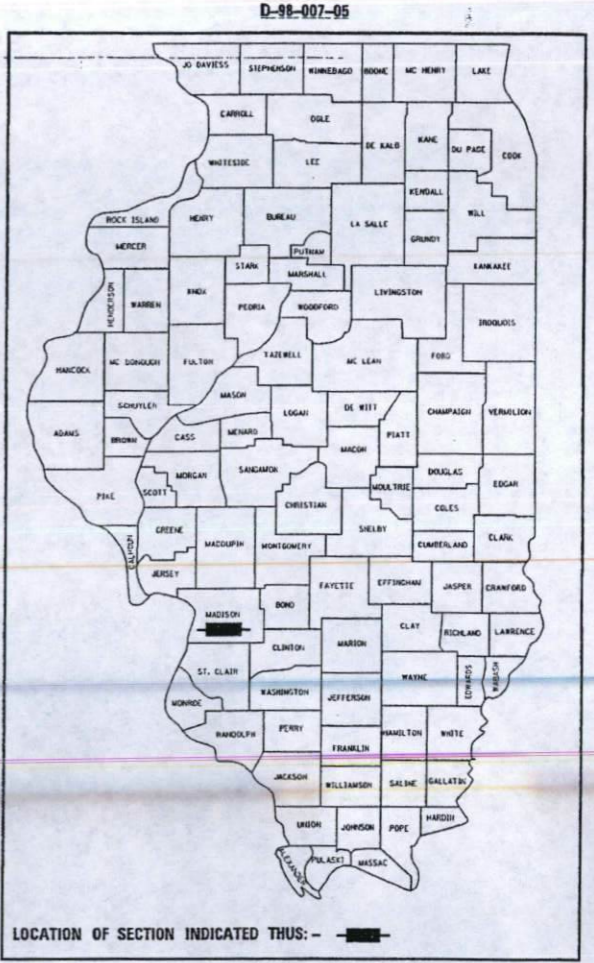 D-98-007-05
JO DAVIESS STEPHENSON WINNEBAGO BOONE MC HENRY LAKE
CARROLL OGLE
WHITESIDE LEE DE KALB KANE DU PAGE COOK
KENDALL WILL
ROCK ISLAND HENRY BUREAU LA SALLE GRUNDY
MERCER PUTNAM
STARK MARSHALL KANKAKEE
HENDERSON WARREN KNOX PEORIA WOODFORD LIVINGSTON IROQUOIS
HANCOCK MC DONOUGH FULTON TAZEWELL MC LEAN FORD
MASON
SCHUYLER LOGAN DE WITT CHAMPAIGN VERMILION
ADAMS BROWN CASS MENARD PIATT
MACON
MORGAN SANGAMON DOUGLAS EDGAR
PIKE SCOTT CHRISTIAN MOULTRIE COLES
GREENE MACOUPIN MONTGOMERY SHELBY CUMBERLAND CLARK
CALHOUN JERSEY FAYETTE EFFINGHAM JASPER CRAWFORD
MADISON BOND CLAY RICHLAND LAWRENCE
CLINTON MARION
ST. CLAIR WAYNE EDWARDS WABASH
MONROE WASHINGTON JEFFERSON
RANDOLPH PERRY HAMILTON WHITE
FRANKLIN
JACKSON WILLIAMSON SALINE GALLATIN
UNION JOHNSON POPE HARDIN
ALEXANDER PULASKI MASSAC
LOCATION OF SECTION INDICATED THUS:-